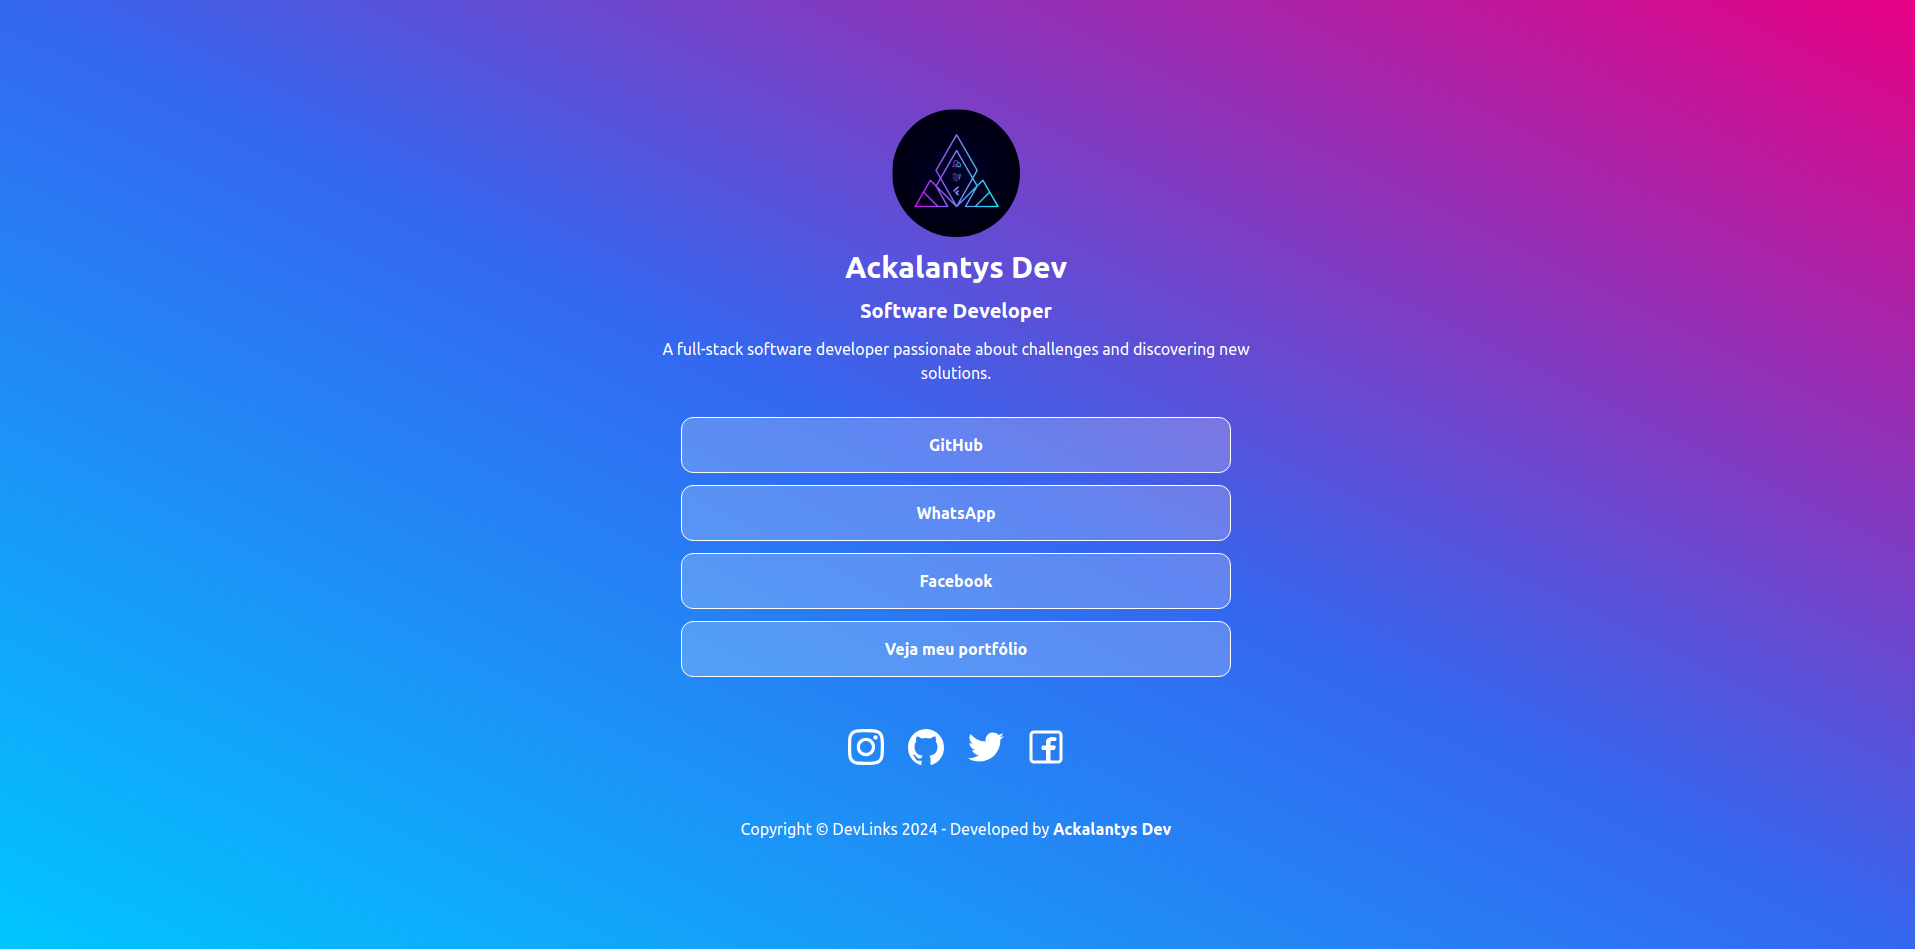 Ackalantys Dev
Software Developer
A full-stack software developer passionate about challenges and discovering new
solutions.
GitHub
WhatsApp
Facebook
Veja meu portfólio
Copyright © DevLinks 2024 - Developed by Ackalantys Dev